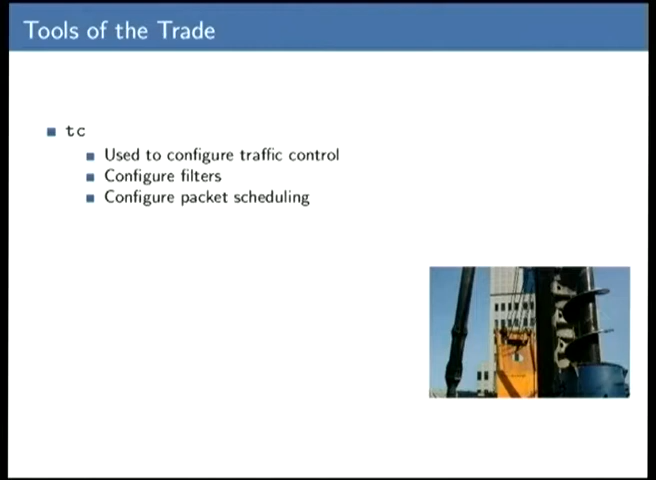 Tools of the Trade
tc
Used to configure traffic control
Configure filters
Configure packet scheduling